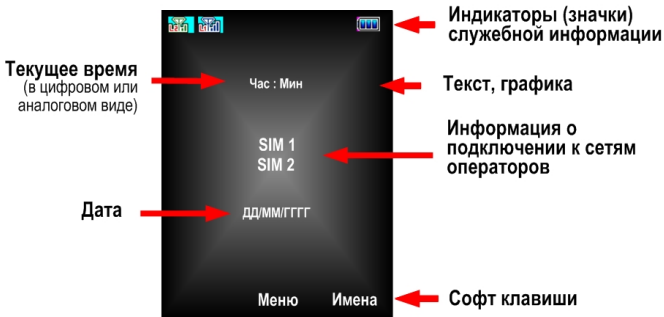 Индикаторы (значки)
служебной информации
Текущее время
(в цифровом или
аналоговом виде)
Час : Мин
Текст, графика
SIM 1
SIM 2
Информация о
подключении к сетям
операторов
Дата
ДД/ММ/ГГГГ
Меню
Имена
Софт клавиши